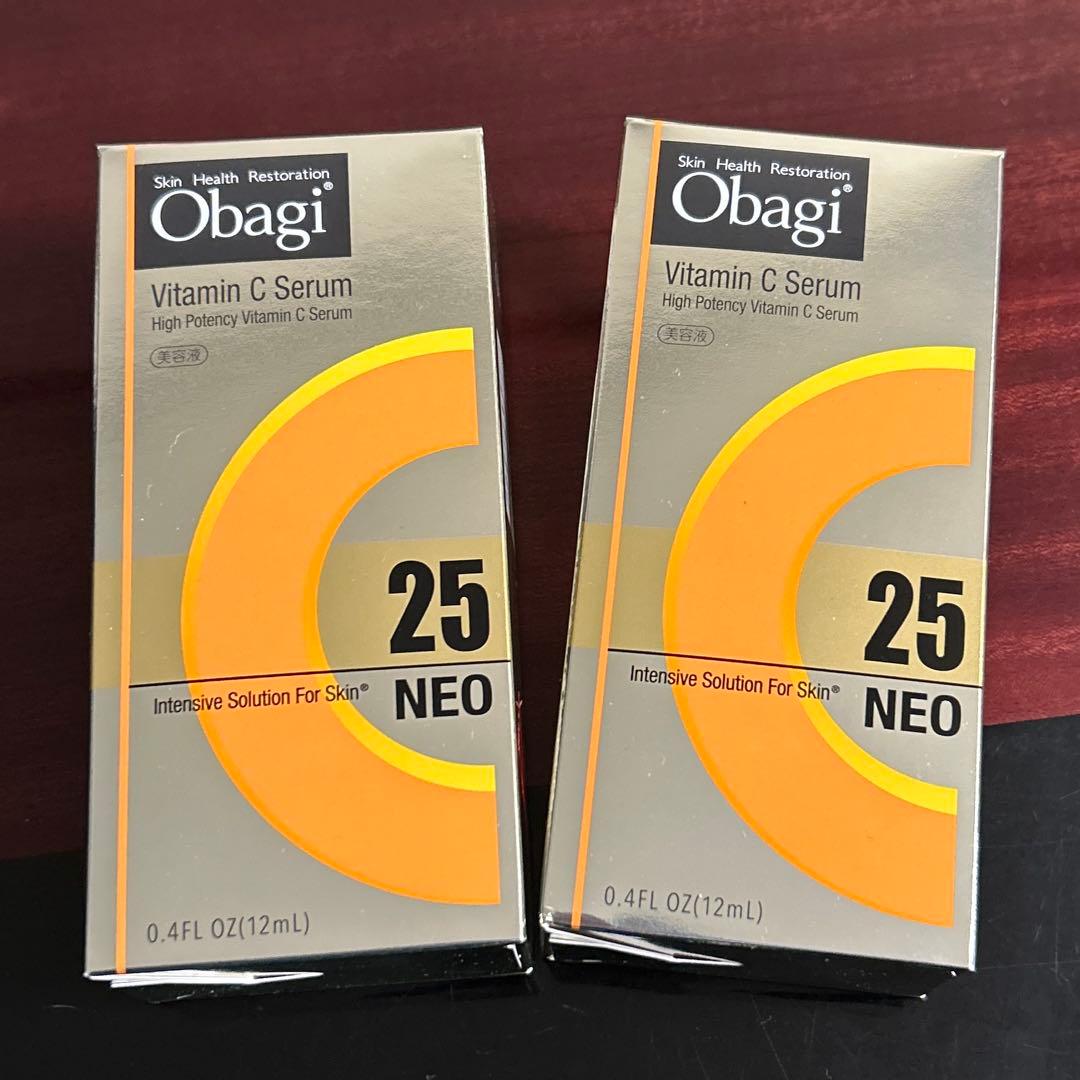 Skin Health Restoration
Obagi®
Vitamin C Serum
High Potency Vitamin C Serum
美容液
25
Intensive Solution For Skin®
NEO
0.4FL OZ(12mL)
Skin Health Restoration
Obagi®
Vitamin C Serum
High Potency Vitamin C Serum
美容液
25
Intensive Solution For Skin®
NEO
0.4FL OZ(12mL)